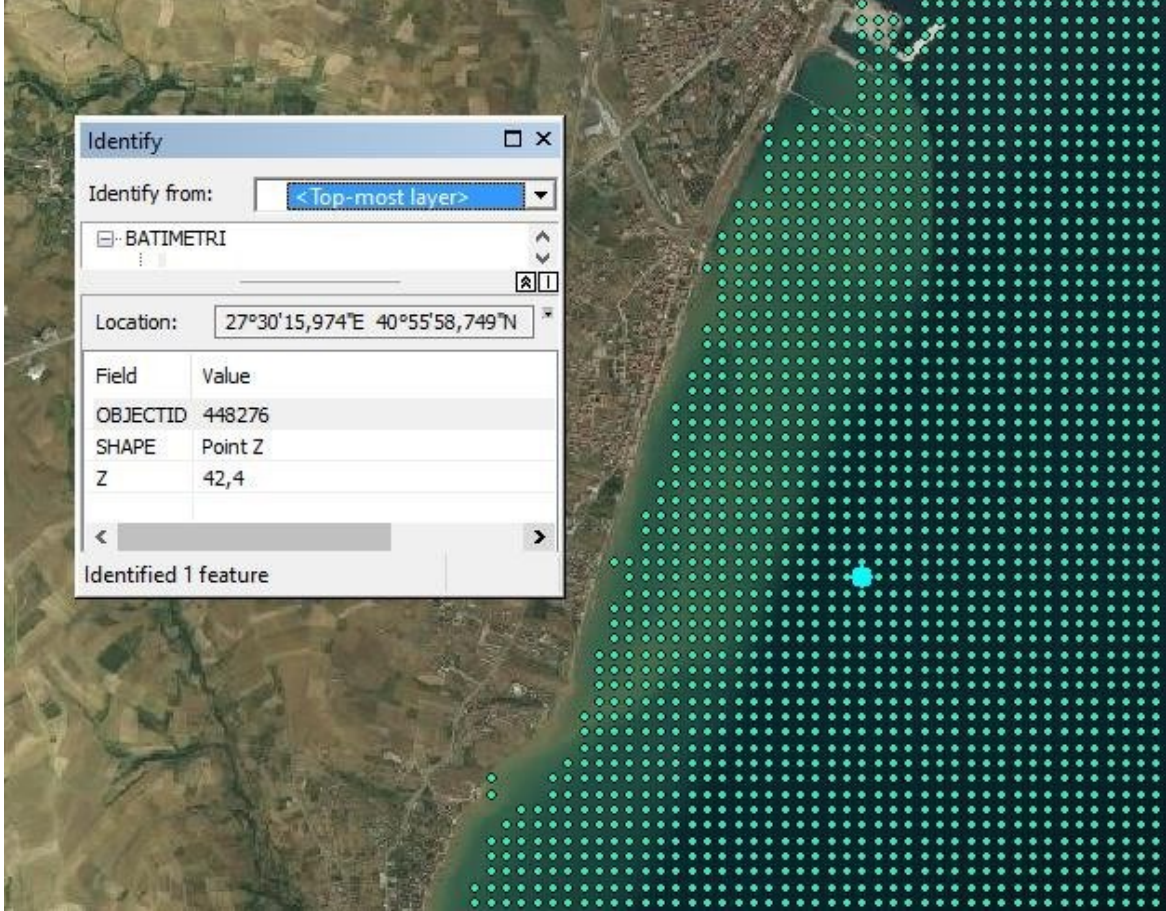 Identify
Identify from: <Top-most layer>
BATIMETRI
Location: 27°30'15,974"E 40°55'58,749"N
Field Value
OBJECTID 448276
SHAPE Point Z
Z 42,4
Identified 1 feature